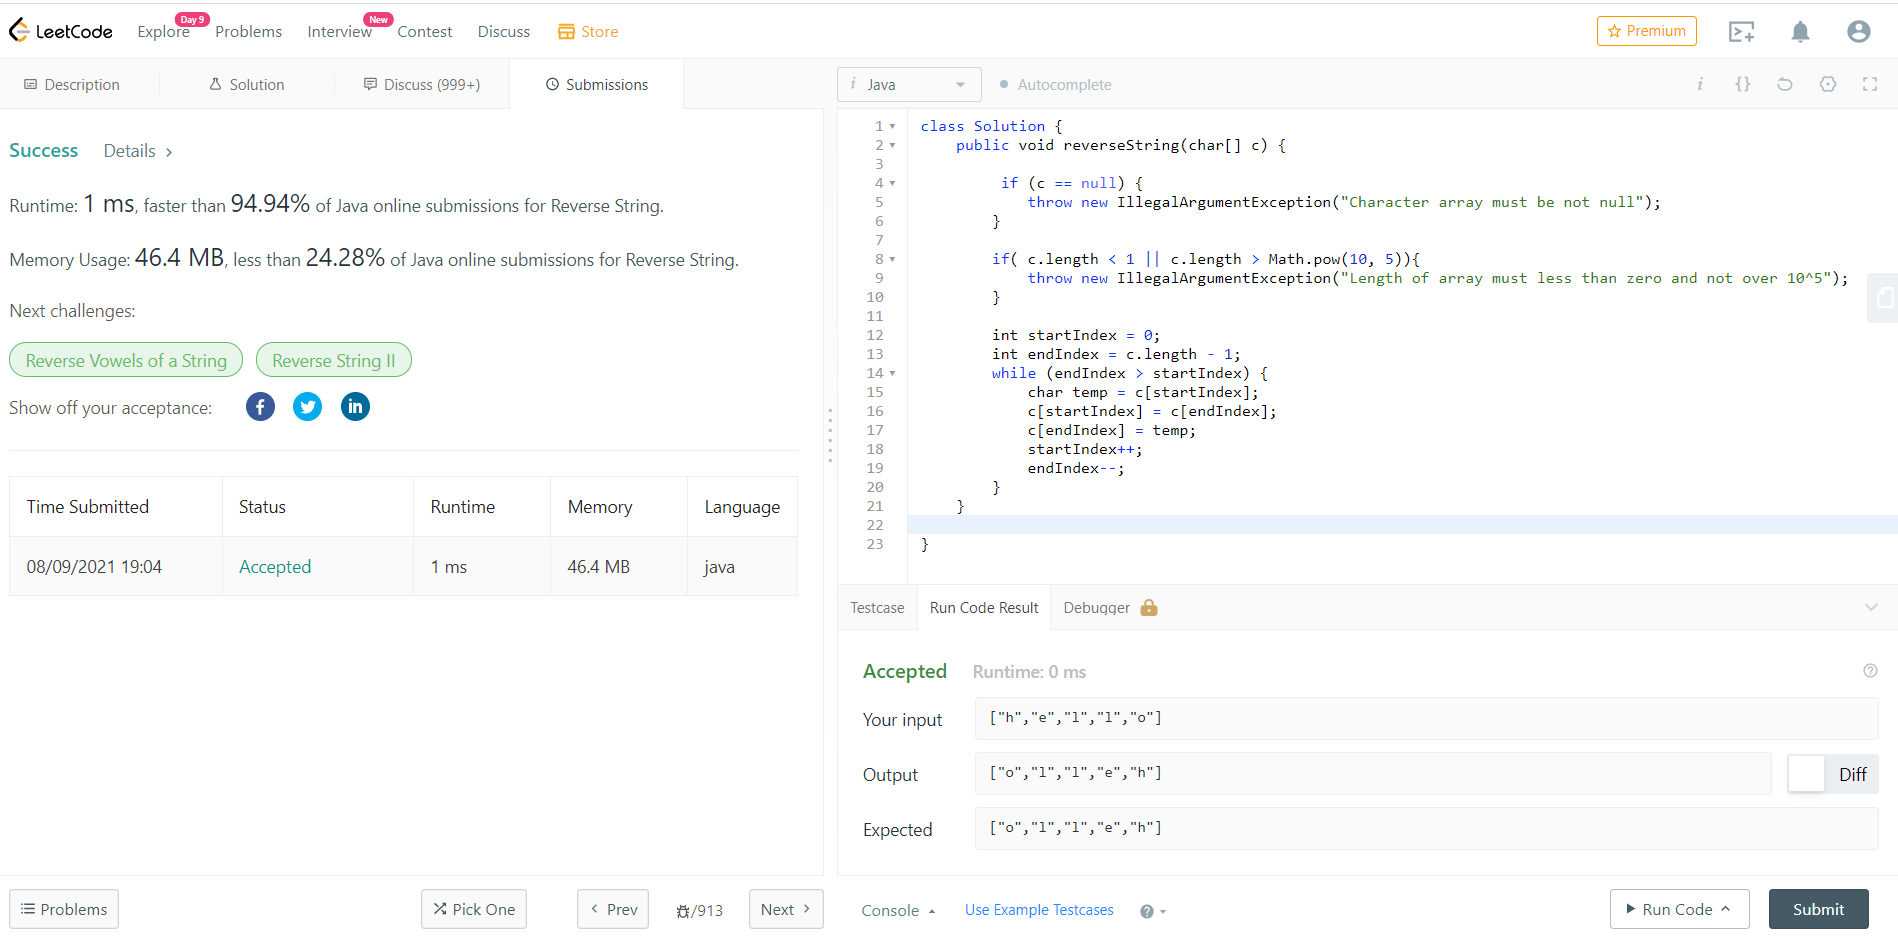 LeetCode Explore Day 9 Problems Interview New Contest Discuss Store Premium
Description Solution Discuss (999+) Submissions
i Java Autocomplete i {}
Success Details >
Runtime: 1 ms, faster than 94.94% of Java online submissions for Reverse String.
Memory Usage: 46.4 MB, less than 24.28% of Java online submissions for Reverse String.
Next challenges:
Reverse Vowels of a String Reverse String II
Show off your acceptance: f in
Time Submitted Status Runtime Memory Language
08/09/2021 19:04 Accepted 1 ms 46.4 MB java
1 class Solution {
2 public void reverseString(char[] c) {
3
4 if (c == null) {
5 throw new IllegalArgumentException("Character array must be not null");
6 }
7
8 if( c.length < 1 || c.length > Math.pow(10, 5)){
9 throw new IllegalArgumentException("Length of array must less than zero and not over 10^5");
10 }
11
12 int startIndex = 0;
13 int endIndex = c.length - 1;
14 while (endIndex > startIndex) {
15 char temp = c[startIndex];
16 c[startIndex] = c[endIndex];
17 c[endIndex] = temp;
18 startIndex++;
19 endIndex--;
20 }
21 }
22
23 }
Testcase Run Code Result Debugger
Accepted Runtime: 0 ms ?
Your input ["h","e","l","l","o"]
Output ["o","l","l","e","h"] Diff
Expected ["o","l","l","e","h"]
Problems Pick One < Prev /913 Next > Console Use Example Testcases ? Run Code Submit